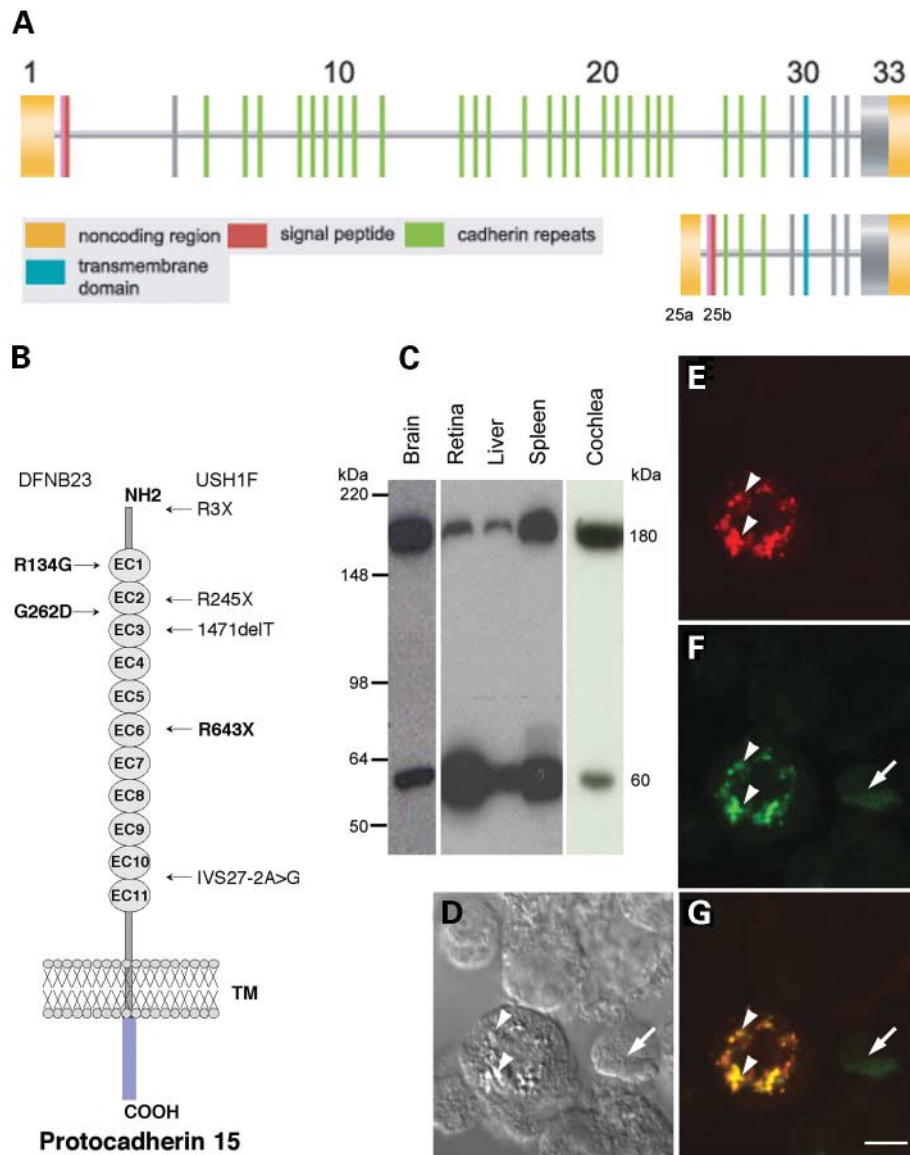 A
1 10 20 30 33
noncoding region signal peptide cadherin repeats
transmembrane
domain
25a 25b
B
DFNB23 USH1F
NH2
R3X
R134G EC1
EC2 R245X
G262D
EC3 1471delT
EC4
EC5
EC6 R643X
EC7
EC8
EC9
EC10
IVS27-2A>G
EC11
TM
COOH
Protocadherin 15
C
Brain Retina Liver Spleen Cochlea
kDa kDa
220
180
148
98
64
60
50
D
E
F
G